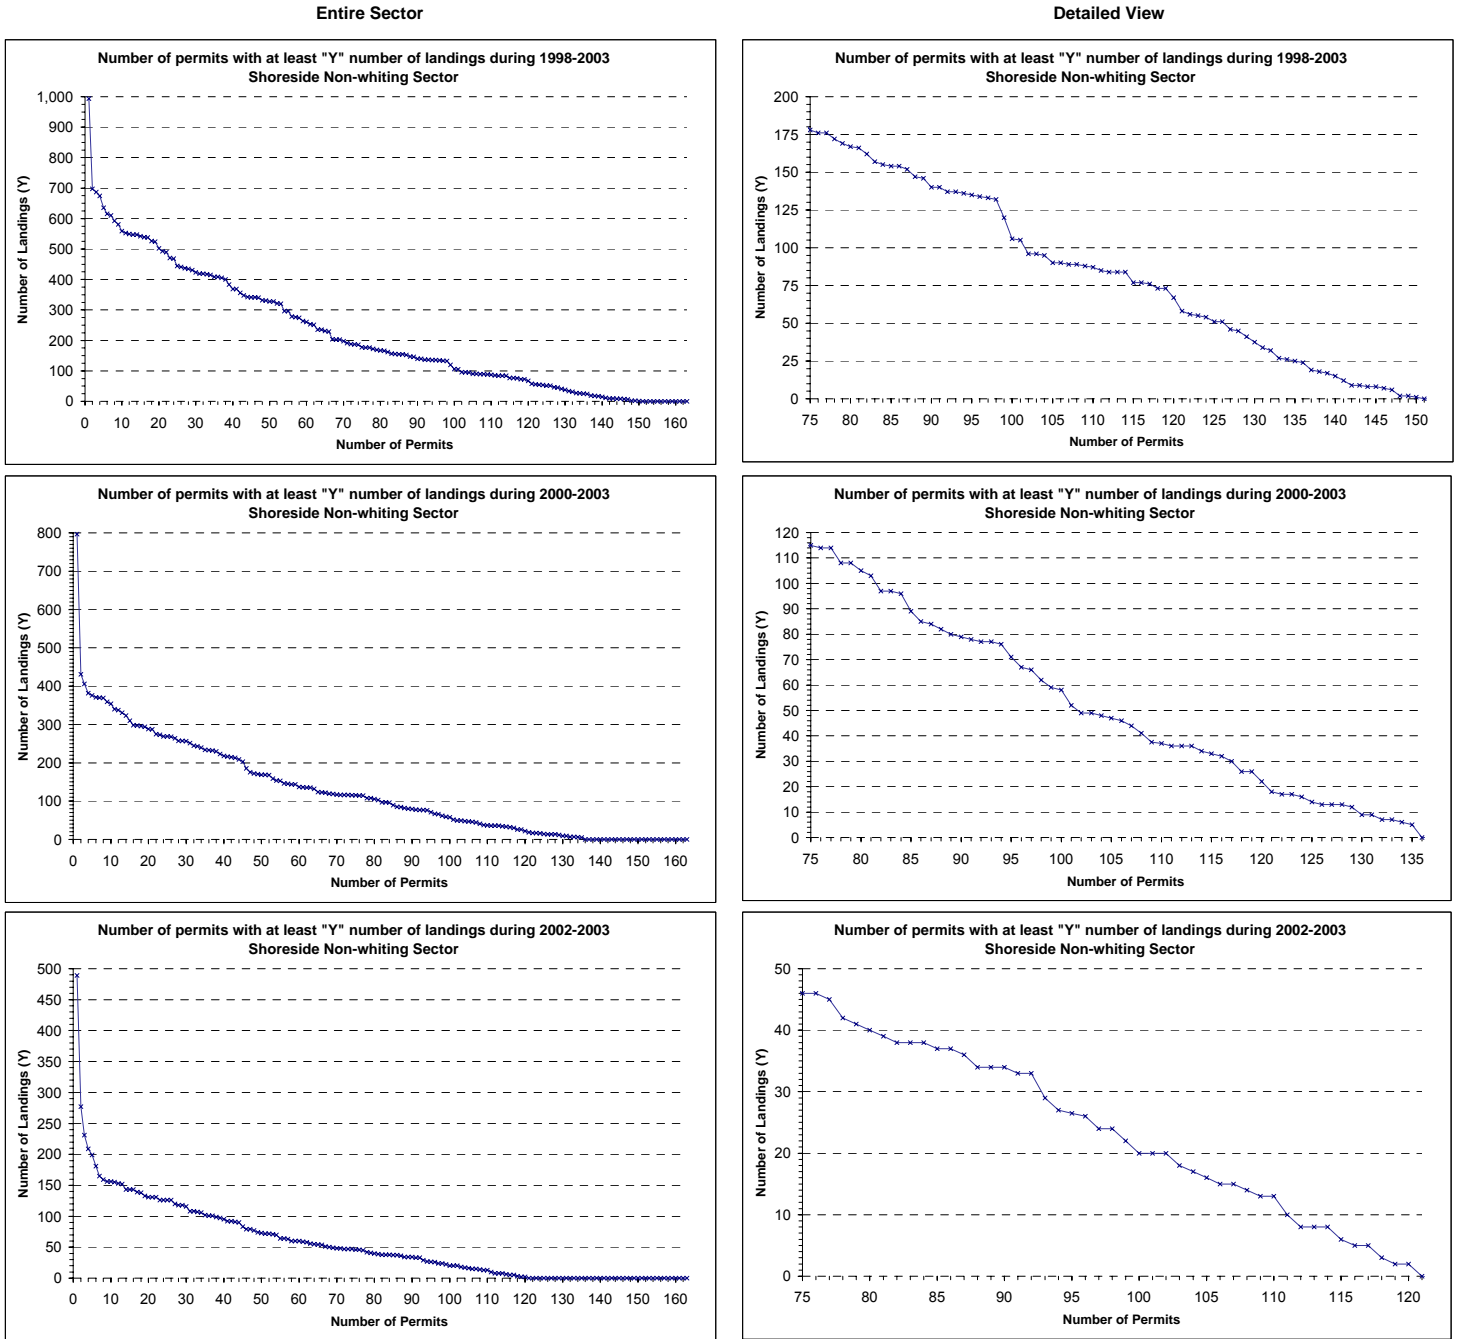 Entire Sector
Detailed View
Number of permits with at least "Y" number of landings during 1998-2003
Shoreside Non-whiting Sector
1,000
900
800
700
600
500
400
300
200
100
0
Number of Landings (Y)
0 10 20 30 40 50 60 70 80 90 100 110 120 130 140 150 160
Number of Permits
Number of permits with at least "Y" number of landings during 1998-2003
Shoreside Non-whiting Sector
200
175
150
125
100
75
50
25
0
Number of Landings (Y)
75 80 85 90 95 100 105 110 115 120 125 130 135 140 145 150
Number of Permits
Number of permits with at least "Y" number of landings during 2000-2003
Shoreside Non-whiting Sector
800
700
600
500
400
300
200
100
0
Number of Landings (Y)
0 10 20 30 40 50 60 70 80 90 100 110 120 130 140 150 160
Number of Permits
Number of permits with at least "Y" number of landings during 2000-2003
Shoreside Non-whiting Sector
120
110
100
90
80
70
60
50
40
30
20
10
0
Number of Landings (Y)
75 80 85 90 95 100 105 110 115 120 125 130 135
Number of Permits
Number of permits with at least "Y" number of landings during 2002-2003
Shoreside Non-whiting Sector
500
450
400
350
300
250
200
150
100
50
0
Number of Landings (Y)
0 10 20 30 40 50 60 70 80 90 100 110 120 130 140 150 160
Number of Permits
Number of permits with at least "Y" number of landings during 2002-2003
Shoreside Non-whiting Sector
50
40
30
20
10
0
Number of Landings (Y)
75 80 85 90 95 100 105 110 115 120
Number of Permits